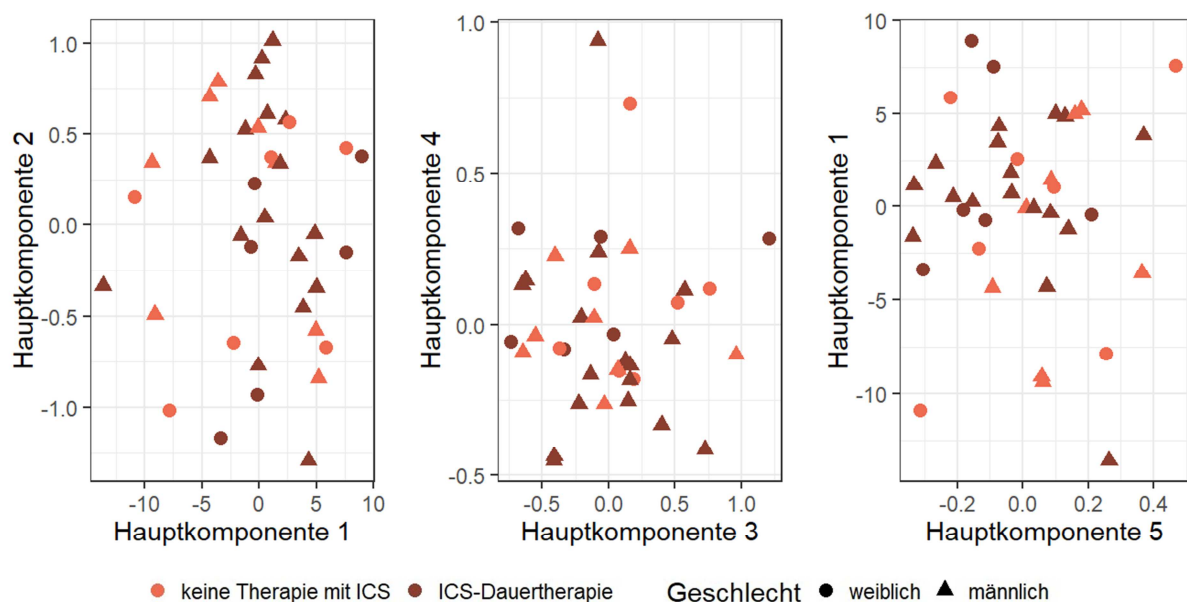 1.0
0.5
0.0
-0.5
-1.0
Hauptkomponente 2
-10 -5 0 5 10
Hauptkomponente 1
1.0
0.5
0.0
-0.5
Hauptkomponente 4
-0.5 0.0 0.5 1.0
Hauptkomponente 3
10
5
0
-5
-10
Hauptkomponente 1
-0.2 0.0 0.2 0.4
Hauptkomponente 5
keine Therapie mit ICS ICS-Dauertherapie Geschlecht weiblich männlich